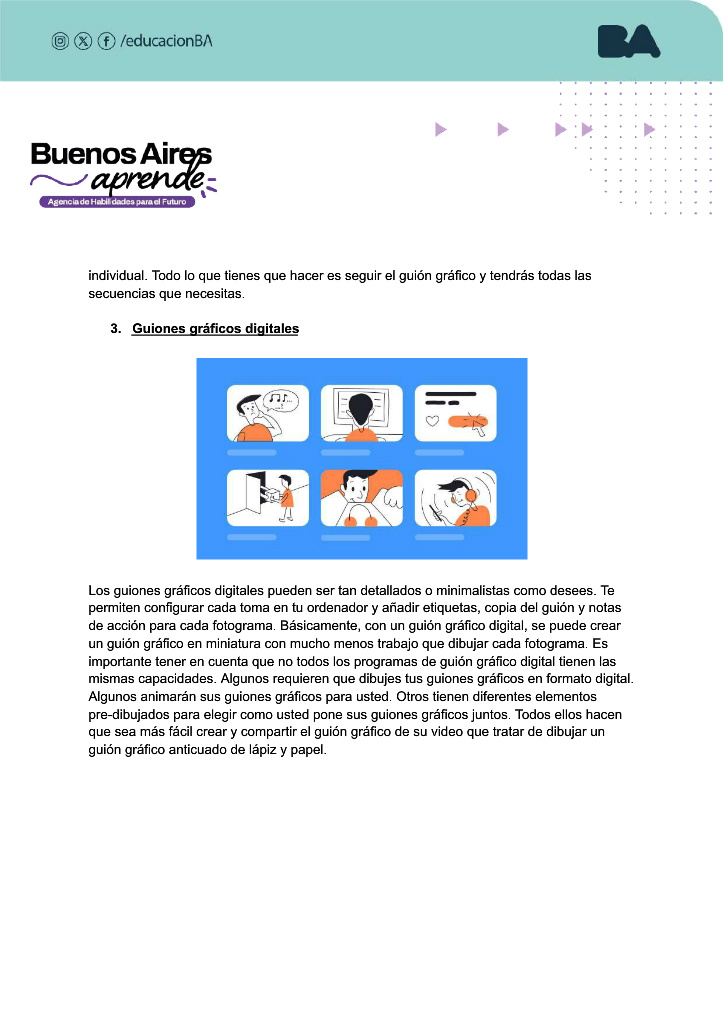 /educacionBA
BA
Buenos Aires
aprende
Agencia de Habilidades para el Futuro
individual. Todo lo que tienes que hacer es seguir el guión gráfico y tendrás todas las
secuencias que necesitas.
3. Guiones gráficos digitales
Los guiones gráficos digitales pueden ser tan detallados o minimalistas como desees. Te
permiten configurar cada toma en tu ordenador y añadir etiquetas, copia del guión y notas
de acción para cada fotograma. Básicamente, con un guión gráfico digital, se puede crear
un guión gráfico en miniatura con mucho menos trabajo que dibujar cada fotograma. Es
importante tener en cuenta que no todos los programas de guión gráfico digital tienen las
mismas capacidades. Algunos requieren que dibujes tus guiones gráficos en formato digital.
Algunos animarán sus guiones gráficos para usted. Otros tienen diferentes elementos
pre-dibujados para elegir como usted pone sus guiones gráficos juntos. Todos ellos hacen
que sea más fácil crear y compartir el guión gráfico de su video que tratar de dibujar un
guión gráfico anticuado de lápiz y papel.